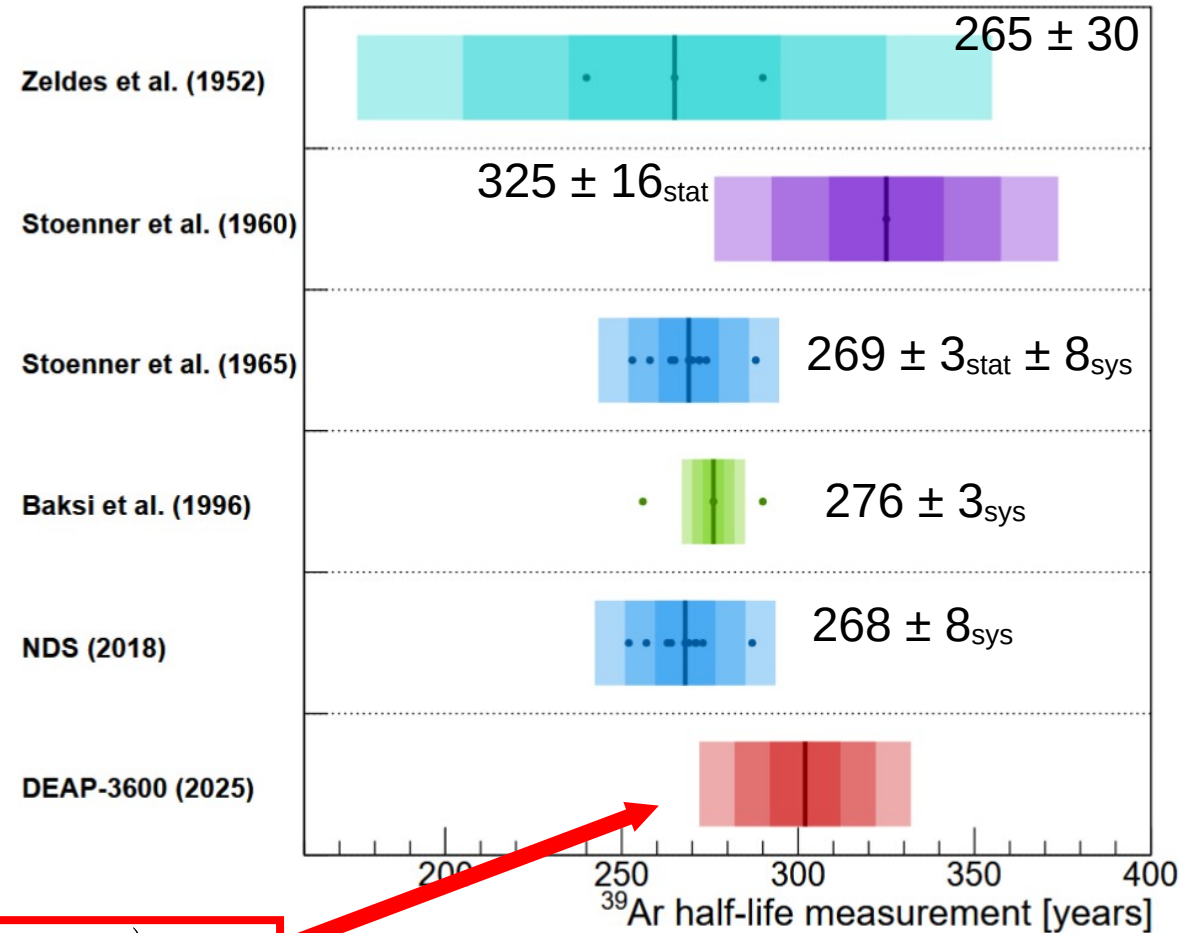 265 ± 30
Zeldes et al. (1952)
325 ± 16stat
Stoenner et al. (1960)
Stoenner et al. (1965)
269 ± 3stat ± 8sys
Baksi et al. (1996)
276 ± 3sys
NDS (2018)
268 ± 8sys
DEAP-3600 (2025)
200 250 300 350 400
³⁹Ar half-life measurement [years]